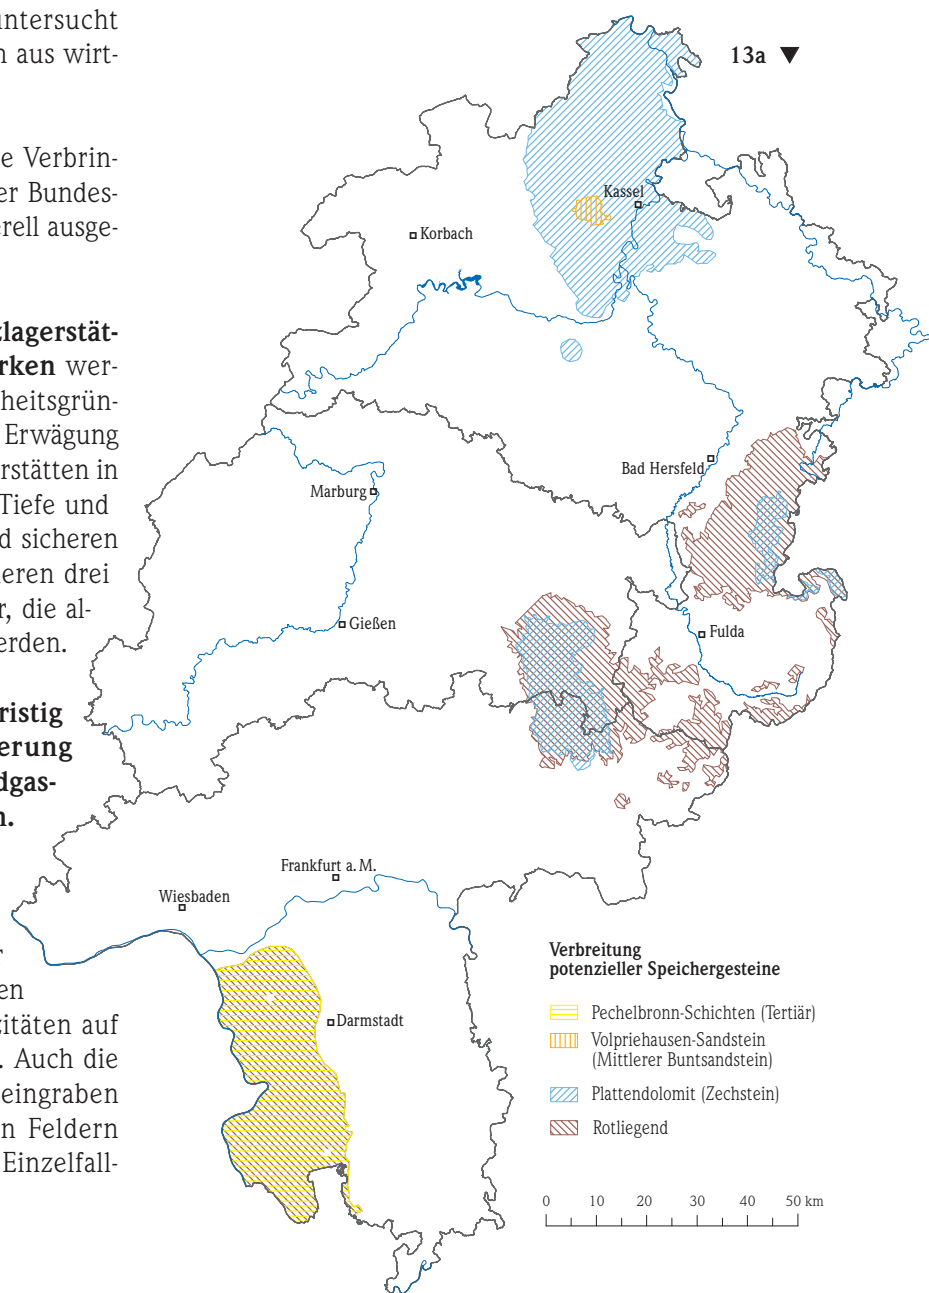 untersucht
n aus wirt-
e Verbrin-
er Bundes-
erell ausge-
zlagerstät-
rken wer-
heitsgrün-
Erwägung
erstätten in
Tiefe und
d sicheren
eren drei
r, die al-
erden.
ristig
erung
dgas-
n.
r
en
zitäten auf
. Auch die
eingraben
n Feldern
Einzelfall-
13a ▼
Kassel
Korbach
Bad Hersfeld
Marburg
Gießen
Fulda
Frankfurt a. M.
Wiesbaden
Darmstadt
Verbreitung
potenzieller Speichergesteine
Pechelbronn-Schichten (Tertiär)
Volpriehausen-Sandstein
(Mittlerer Buntsandstein)
Plattendolomit (Zechstein)
Rotliegend
0 10 20 30 40 50 km